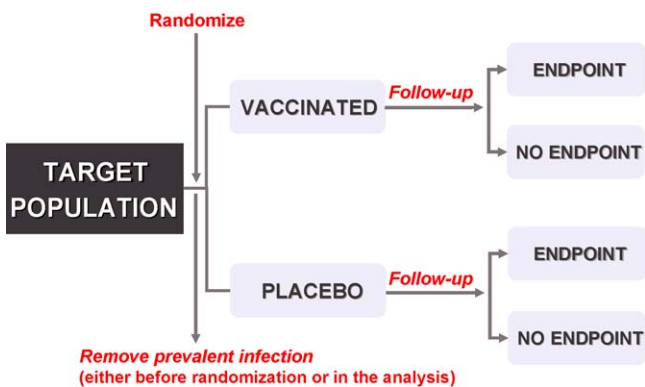 Randomize
ENDPOINT
Follow-up
VACCINATED
NO ENDPOINT
TARGET
POPULATION
ENDPOINT
Follow-up
PLACEBO
NO ENDPOINT
Remove prevalent infection
(either before randomization or in the analysis)